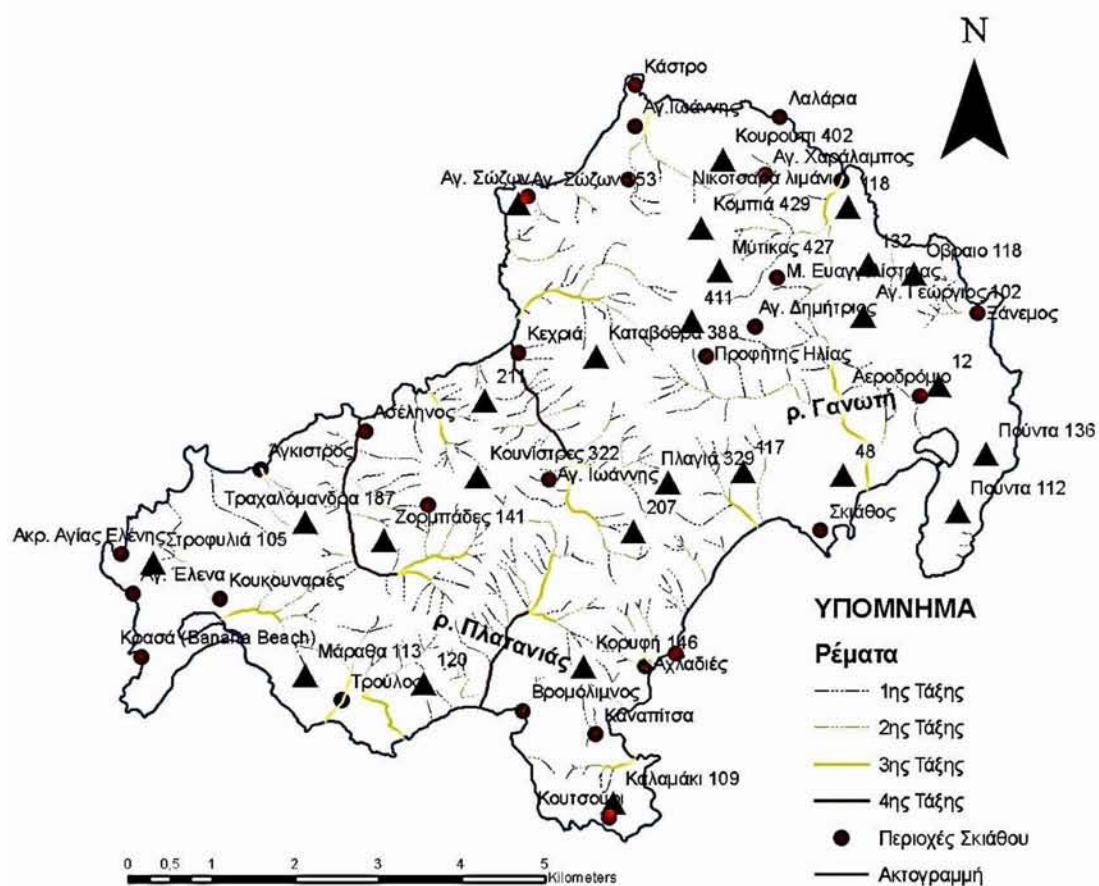 N
Κάστρο
Λαλάρια
Αγ.Ιωάννης
Κουρούπι 402
Αγ. Χαράλαμπος
Αγ. Σώζων
Αγ. Σώζων 53
Νικοτσαρά λιμάνι
118
Κομπιά 429
Μύτικας 427
132
Οβραιο 118
Μ. Ευαγγελίστριας
Αγ. Γεώργιος 102
411
Αγ. Δημήτριος
Ξάνεμος
Κεχριά
Καταβόθρα 388
Προφήτης Ηλίας
211
Αεροδρόμιο
12
Ασέληνος
ρ. Γανωτή
Πούντα 136
Άγκιστρος
Κουνίστρες 322
Αγ. Ιωάννης
Πλαγιά 329
417
48
Τραχαλόμανδρα 187
Πούντα 112
Ζορμπάδες 141
207
Σκιάθος
Ακρ. Αγίας Ελένης
Στροφυλιά 105
Αγ. Έλενα
Κουκουναριές
ΥΠΟΜΝΗΜΑ
ρ. Πλατανιάς
Κρασά (Banana Beach)
Μάραθα 113
120
Κορυφή 146
Αχλαδιές
Ρέματα
Τρούλος
Βρομόλιμνος
1ης Τάξης
Καναπίτσα
2ης Τάξης
3ης Τάξης
Καλαμάκι 109
Κουτσούρι
4ης Τάξης
Περιοχές Σκιάθου
0 0,5 1 2 3 4 5
Kilometers
Ακτογραμμή